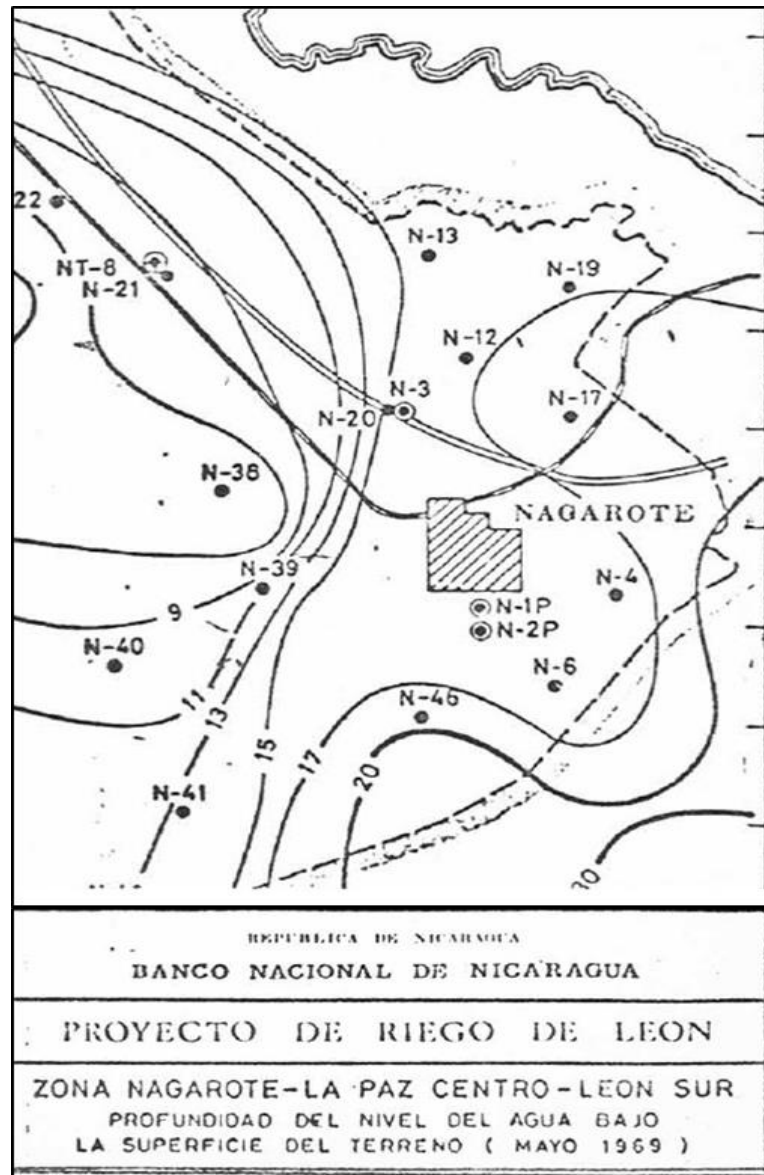 22
N-13
NT-8
N-21
N-19
N-12
N-3
N-20
N-17
N-38
NAGAROTE
N-39
N-4
9
N-1P
N-2P
N-40
N-6
11
13
N-46
15
17
20
N-41
REPUBLICA DE NICARAGUA
BANCO NACIONAL DE NICARAGUA
PROYECTO DE RIEGO DE LEON
ZONA NAGAROTE-LA PAZ CENTRO-LEON SUR
PROFUNDIDAD DEL NIVEL DEL AGUA BAJO
LA SUPERFICIE DEL TERRENO ( MAYO 1969 )